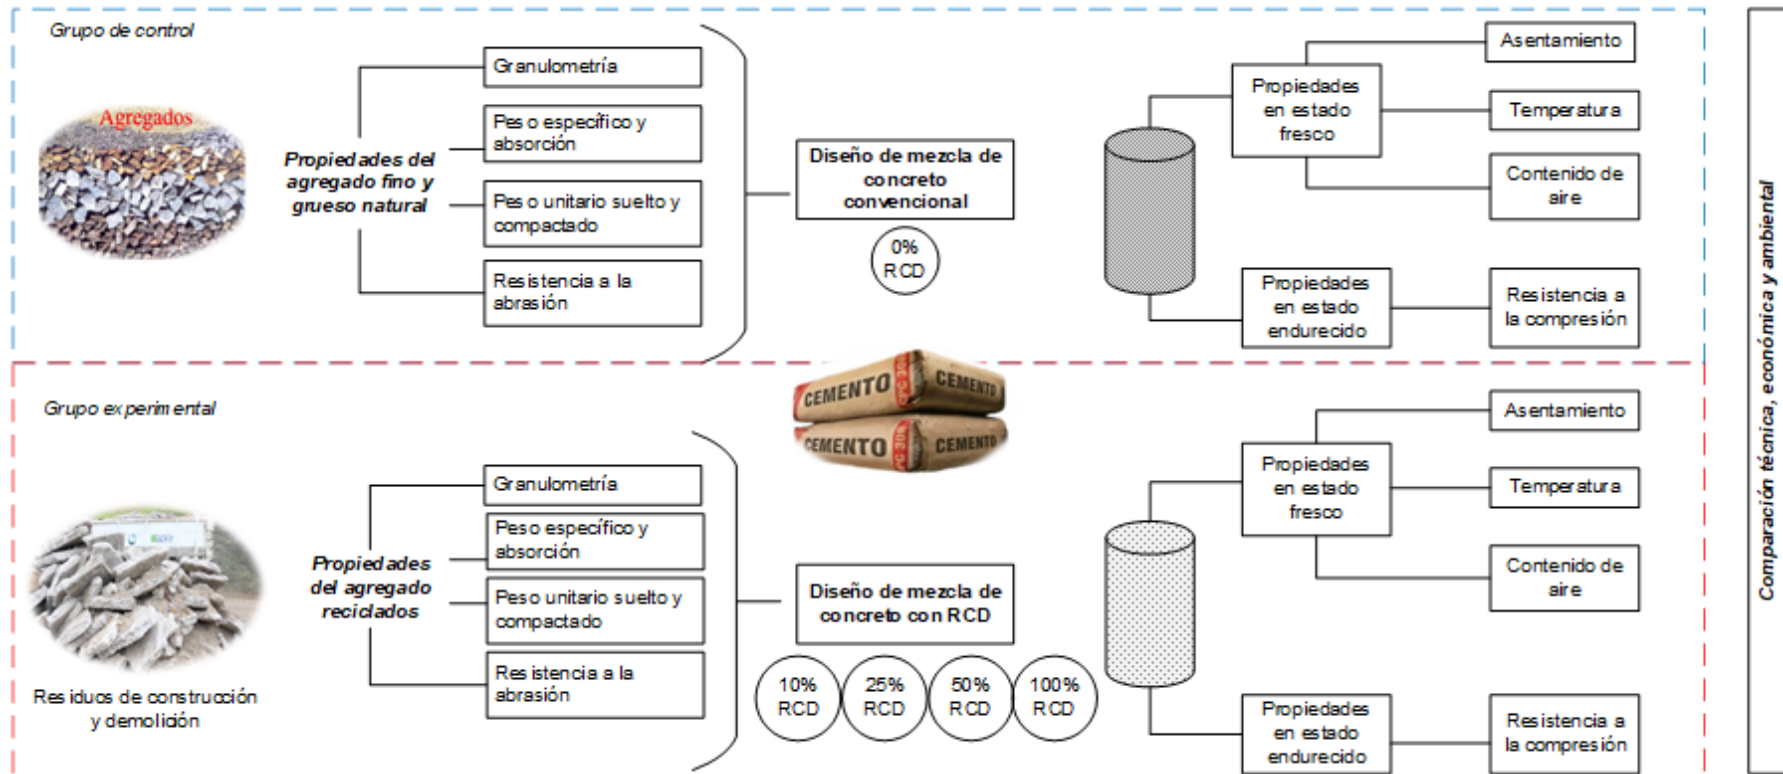 Grupo de control
Agregados
Propiedades del
agregado fino y
grueso natural
Granulometría
Peso específico y
absorción
Peso unitario suelto y
compactado
Resistencia a la
abrasión
Diseño de mezcla de
concreto
convencional
0%
RCD
Propiedades
en estado
fresco
Asentamiento
Temperatura
Contenido de
aire
Propiedades
en estado
endurecido
Resistencia a
la compresión
Grupo experimental
Residuos de construcción
y demolición
Propiedades
del agregado
reciclados
Granulometría
Peso específico y
absorción
Peso unitario suelto y
compactado
Resistencia a la
abrasión
CEMENTO
CPC 30R
CEMENTO
CEMENTO
CPC 30R
CEMENTO
Diseño de mezcla de
concreto con RCD
10%
RCD
25%
RCD
50%
RCD
100%
RCD
Propiedades
en estado
fresco
Asentamiento
Temperatura
Contenido de
aire
Propiedades
en estado
endurecido
Resistencia a
la compresión
Comparación técnica, económica y ambiental